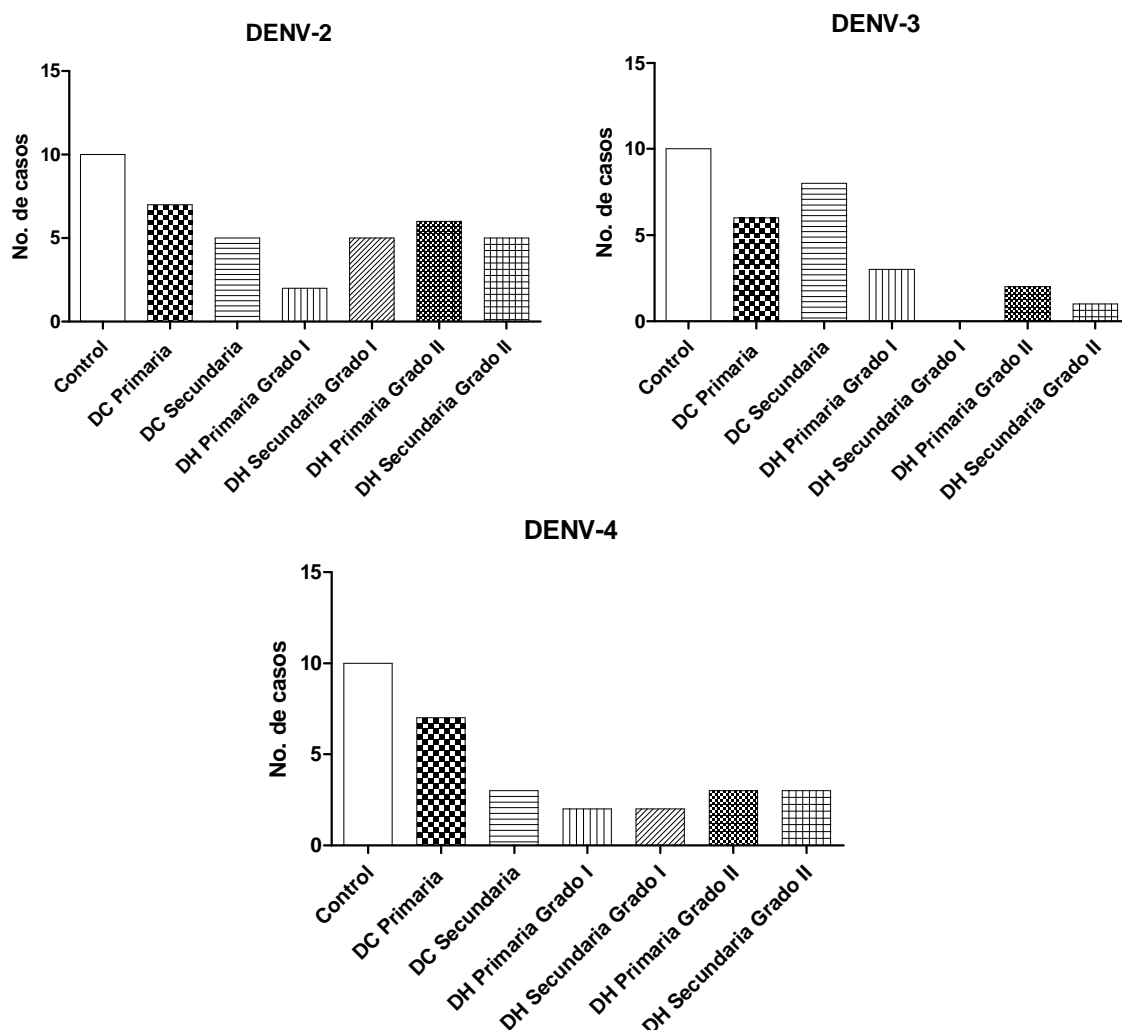 DENV-2
No. de casos
15
10
5
0
Control
DC Primaria
DC Secundaria
DH Primaria Grado I
DH Secundaria Grado I
DH Primaria Grado II
DH Secundaria Grado II
DENV-3
No. de casos
15
10
5
0
Control
DC Primaria
DC Secundaria
DH Primaria Grado I
DH Secundaria Grado I
DH Primaria Grado II
DH Secundaria Grado II
DENV-4
No. de casos
15
10
5
0
Control
DC Primaria
DC Secundaria
DH Primaria Grado I
DH Secundaria Grado I
DH Primaria Grado II
DH Secundaria Grado II